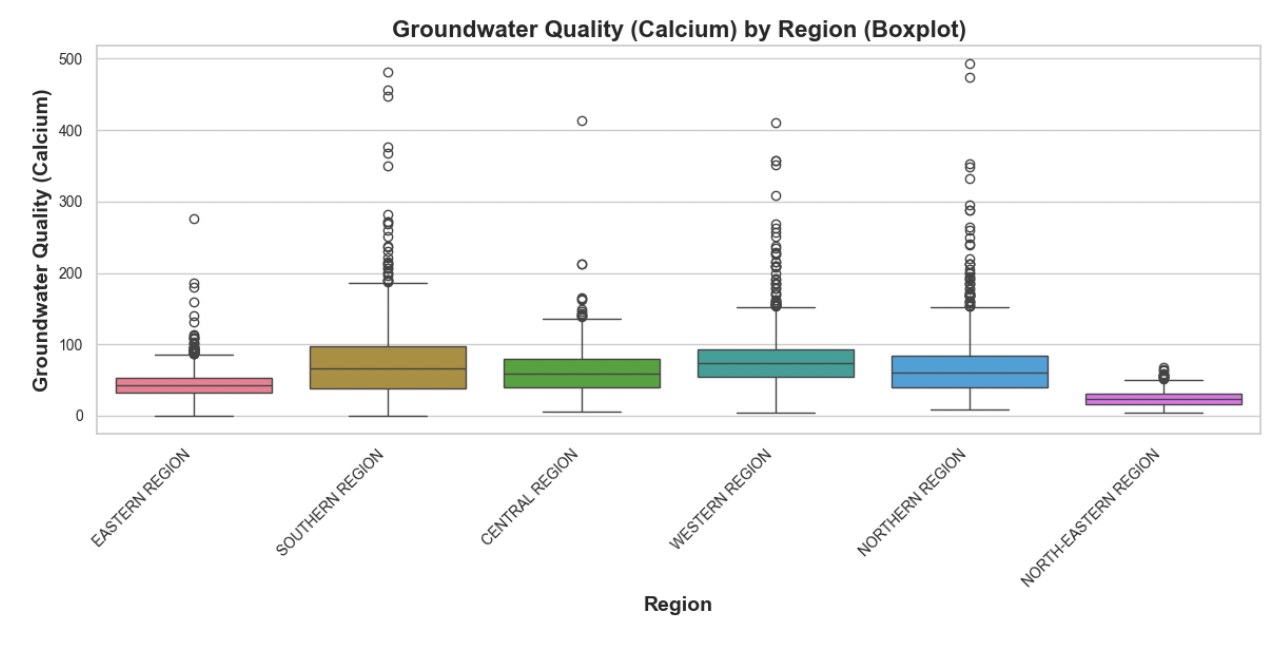 Groundwater Quality (Calcium) by Region (Boxplot)
Groundwater Quality (Calcium)
500
400
300
200
100
0
EASTERN REGION
SOUTHERN REGION
CENTRAL REGION
WESTERN REGION
NORTHERN REGION
NORTH-EASTERN REGION
Region